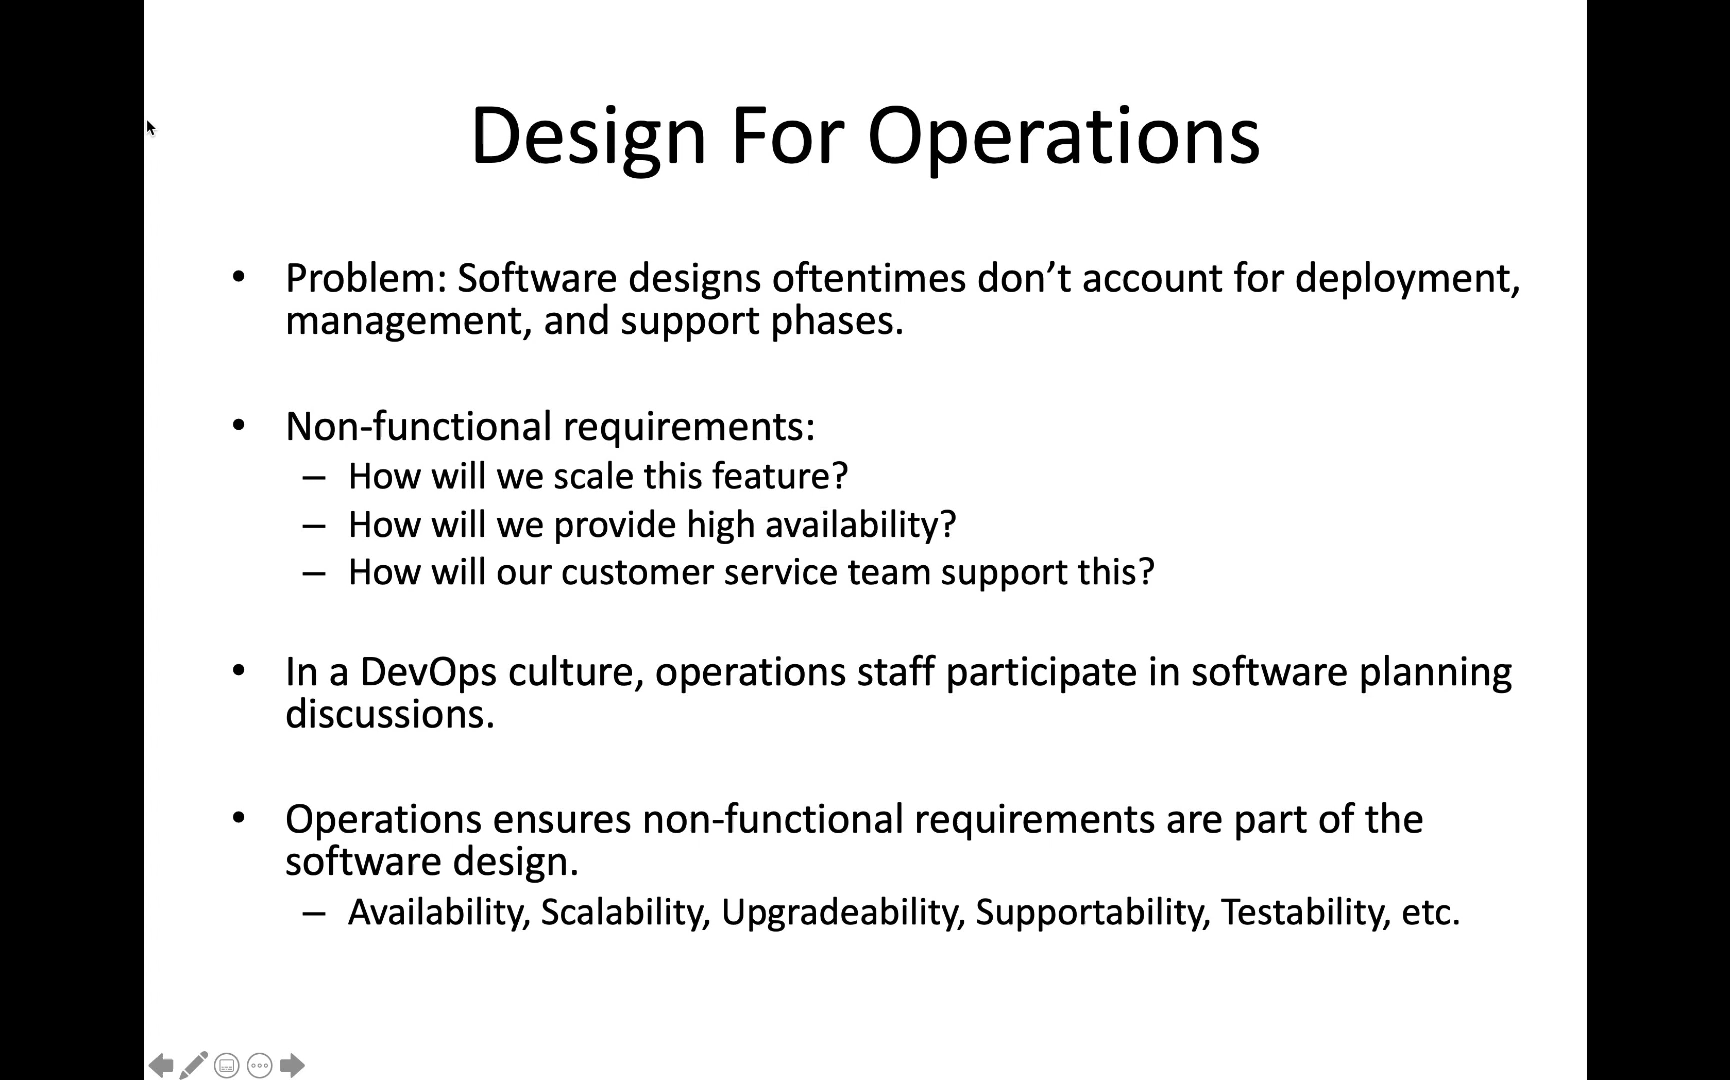 Design For Operations
• Problem: Software designs oftentimes don’t account for deployment,
management, and support phases.
• Non-functional requirements:
– How will we scale this feature?
– How will we provide high availability?
– How will our customer service team support this?
• In a DevOps culture, operations staff participate in software planning
discussions.
• Operations ensures non-functional requirements are part of the
software design.
– Availability, Scalability, Upgradeability, Supportability, Testability, etc.